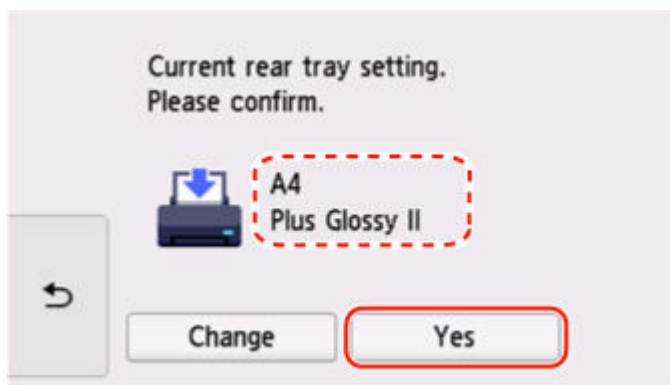 Current rear tray setting.
Please confirm.
A4
Plus Glossy II
Change
Yes